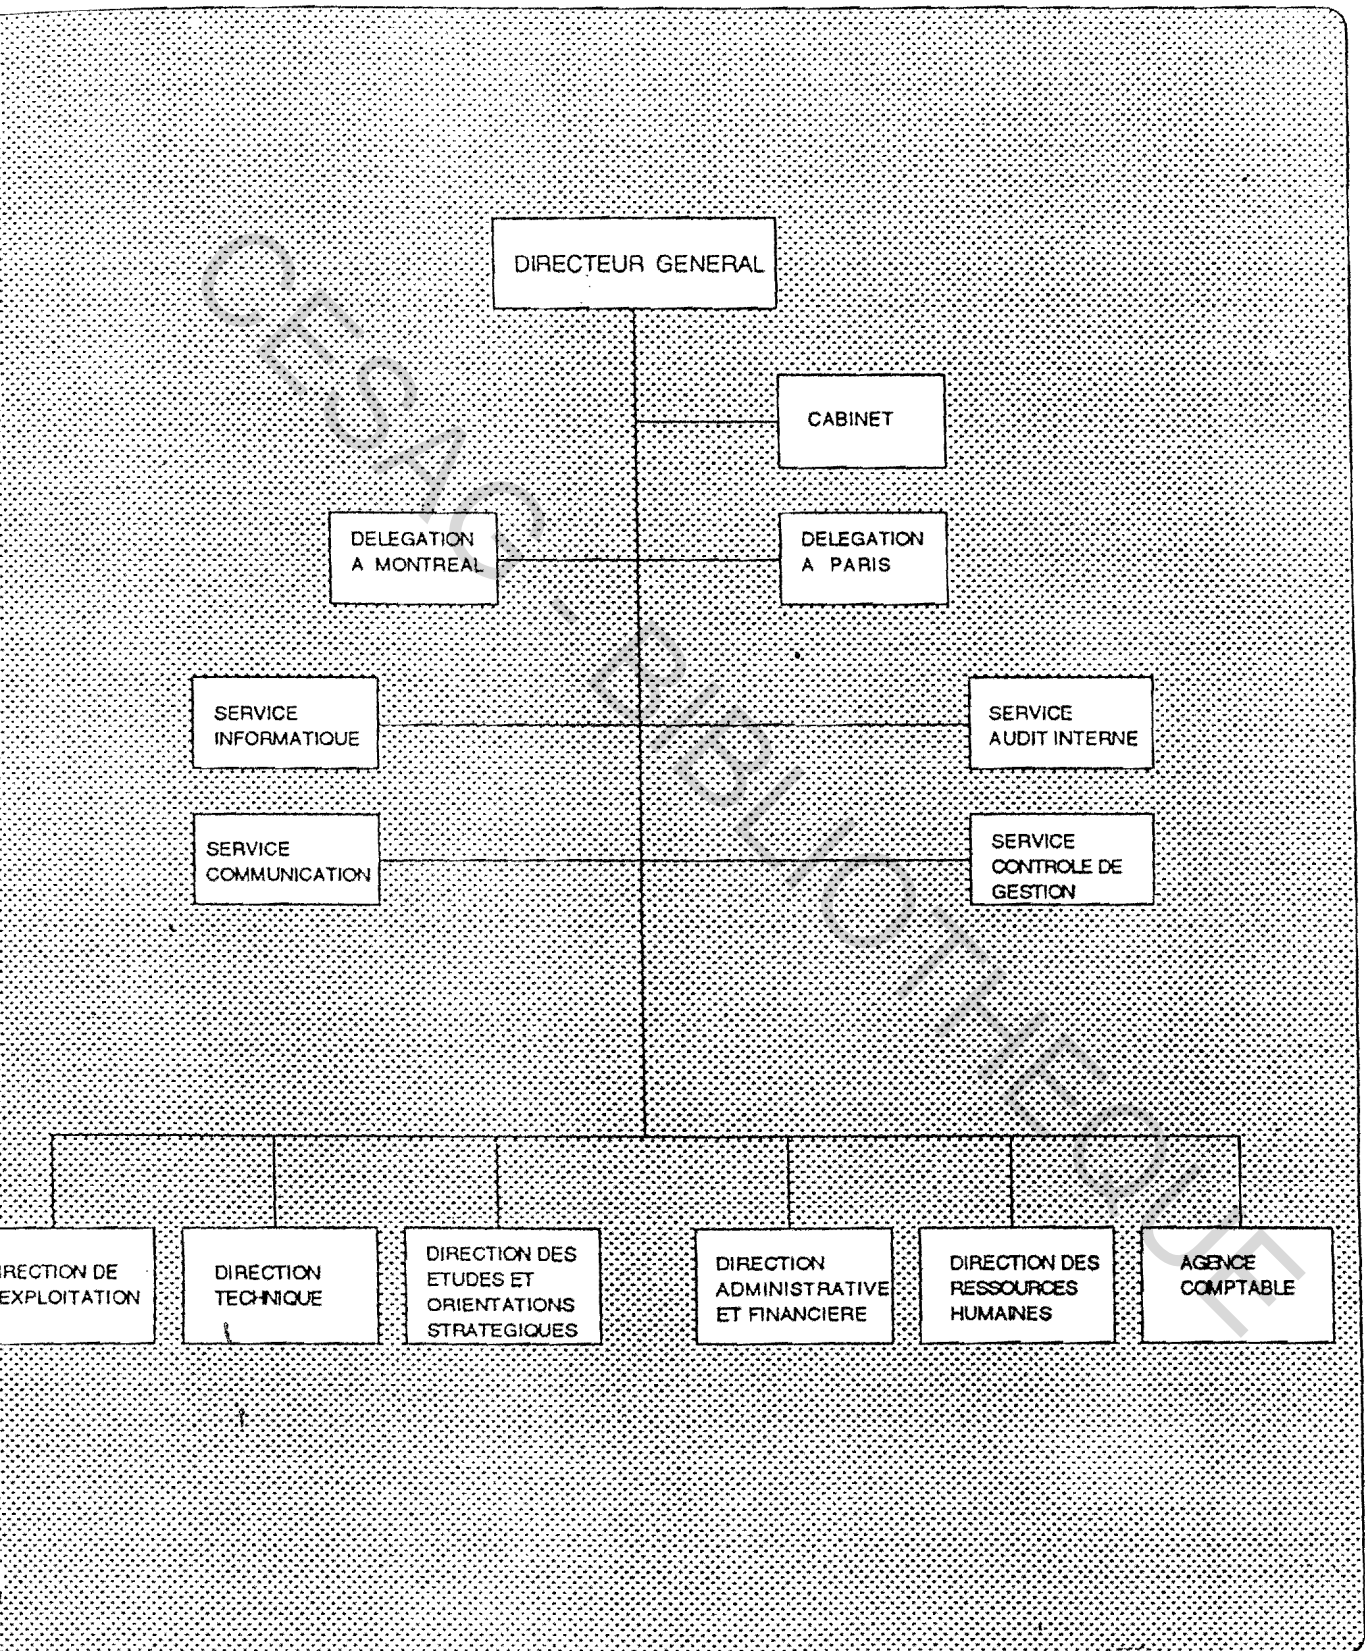 DIRECTEUR GENERAL
CABINET
DELEGATION
A MONTREAL
DELEGATION
A PARIS
SERVICE
INFORMATIQUE
SERVICE
AUDIT INTERNE
SERVICE
COMMUNICATION
SERVICE
CONTROLE DE
GESTION
CESAG - BIBLIOTHEQUE
IRECTION DE
EXPLOITATION
DIRECTION
TECHNIQUE
DIRECTION DES
ETUDES ET
ORIENTATIONS
STRATEGIQUES
DIRECTION
ADMINISTRATIVE
ET FINANCIERE
DIRECTION DES
RESSOURCES
HUMAINES
AGENCE
COMPTABLE